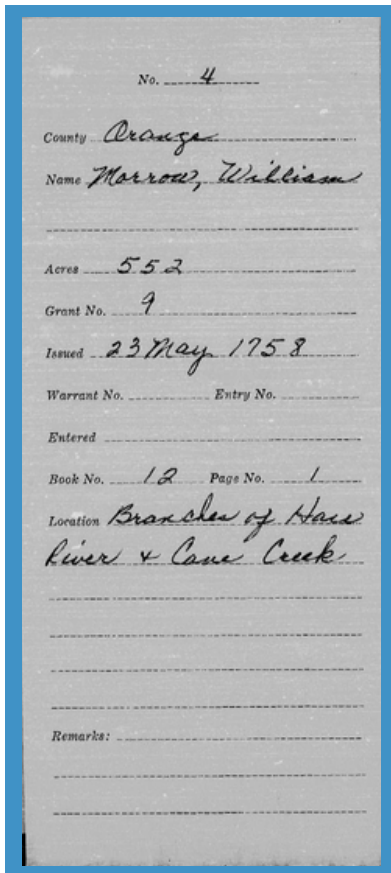 No. 4
County Orange
Name Morrow, William
Acres 552
Grant No. 9
Issued 23 May 1758
Warrant No. Entry No.
Entered
Book No. 12 Page No. 1
Location Branches of Haw
River & Cane Creek
Remarks: